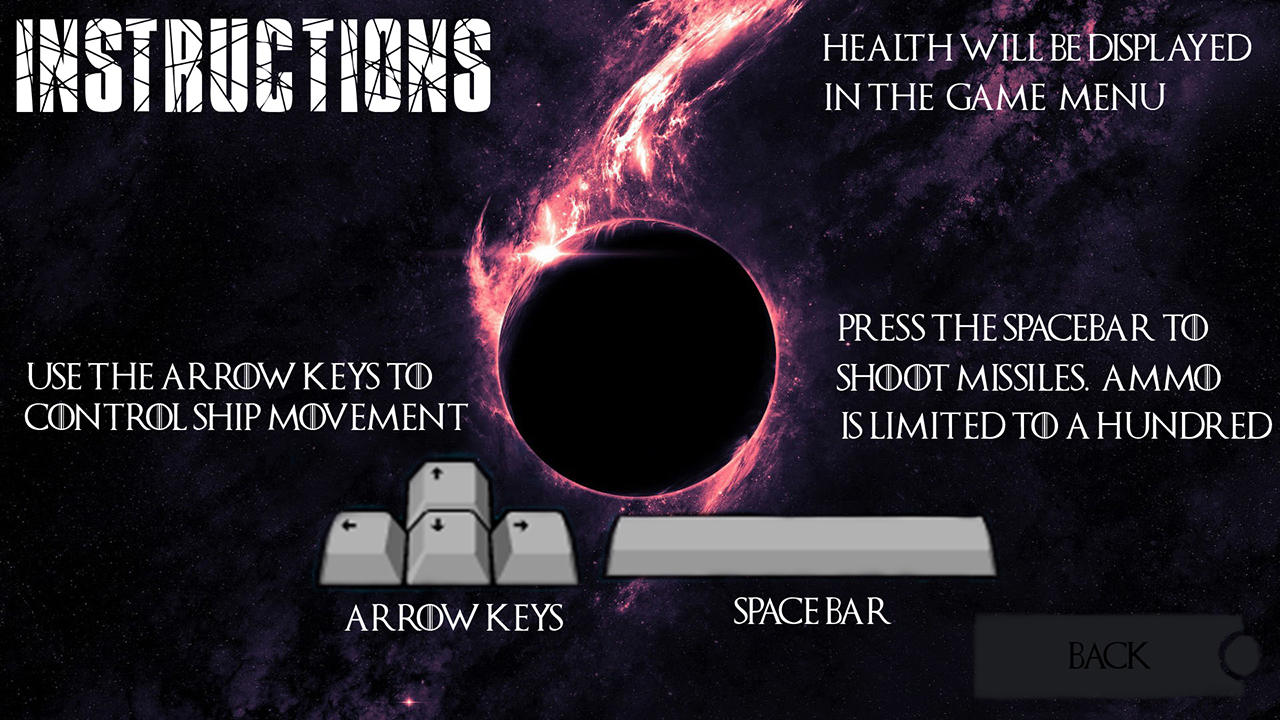 INSTRUCTIONS
HEALTH WILL BE DISPLAYED
IN THE GAME MENU
PRESS THE SPACEBAR TO
SHOOT MISSILES. AMMO
IS LIMITED TO A HUNDRED
USE THE ARROW KEYS TO
CONTROL SHIP MOVEMENT
ARROW KEYS
SPACE BAR
BACK